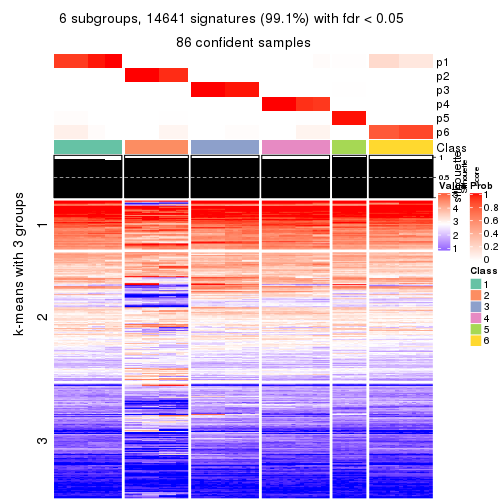 6 subgroups, 14641 signatures (99.1%) with fdr < 0.05
86 confident samples
p1
p2
p3
p4
p5
p6
Class
1
0.5
Silhouette
score
Value
4
3
2
1
Prob
1
0.8
0.6
0.4
0.2
0
Class
1
2
3
4
5
6
k-means with 3 groups
1
2
3